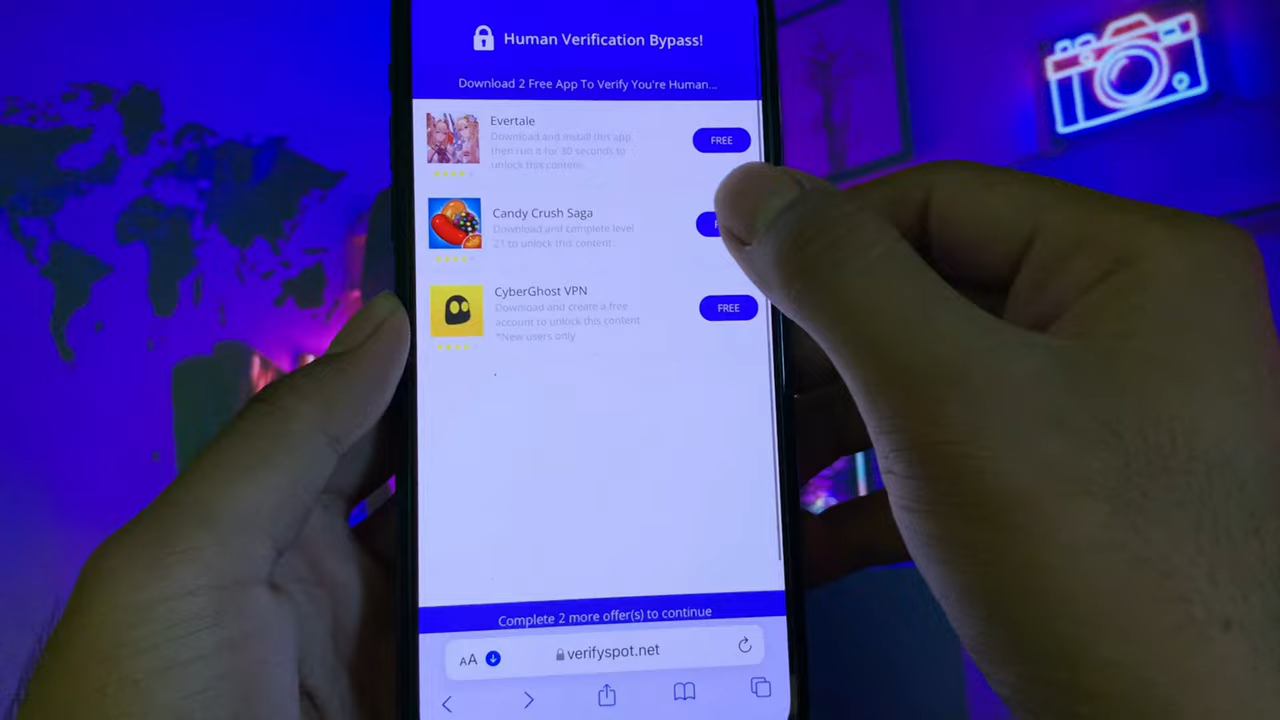 Human Verification Bypass!
Download 2 Free App To Verify You're Human...
Evertale
Download and install this app
then run it for 30 seconds to
unlock this content.
FREE
Candy Crush Saga
Download and complete level
21 to unlock this content.
CyberGhost VPN
Download and create a free
account to unlock this content
*New users only
FREE
Complete 2 more offer(s) to continue
AA
verifyspot.net